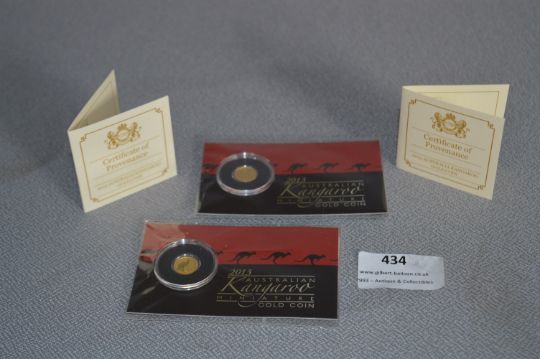 Certificate of
Provenance
Certificate of
Provenance
2013
AUSTRALIAN
Kangaroo
MINIATURE
GOLD COIN
2013
AUSTRALIAN
Kangaroo
MINIATURE
GOLD COIN
434
www.gilbert-baitson.co.uk
- Antiques & Collectibles